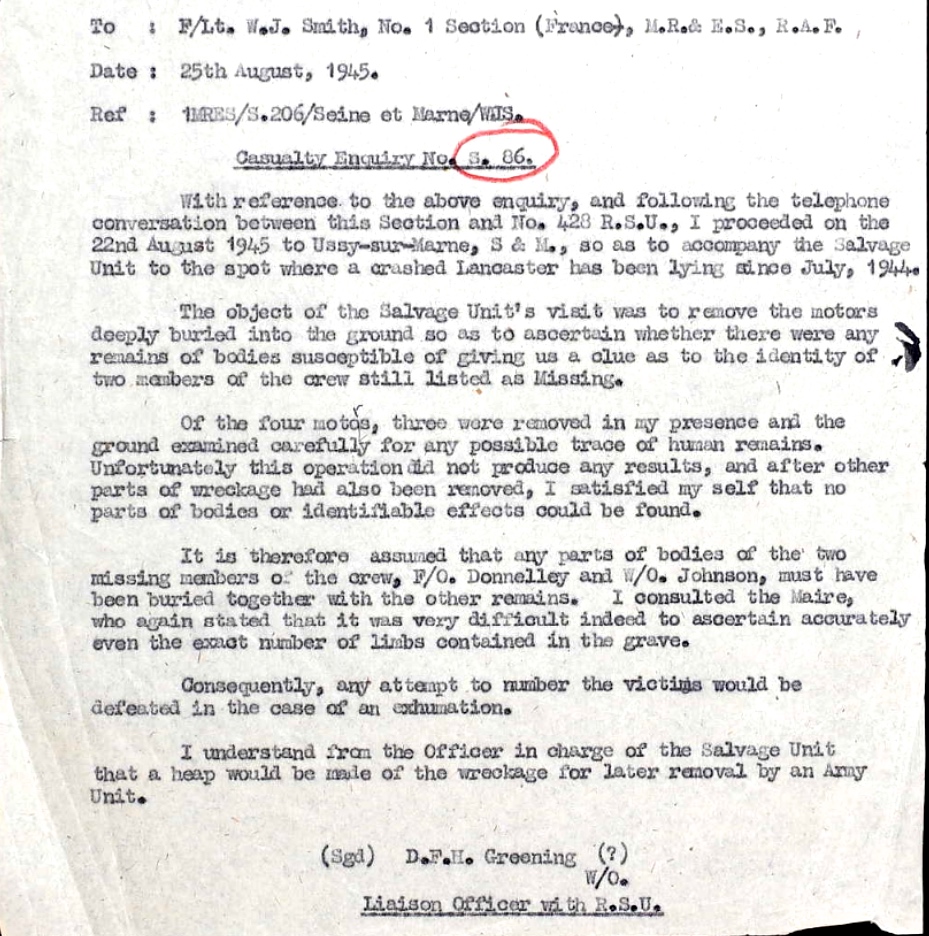 To : F/Lt. W.J. Smith, No. 1 Section (France), M.R.& E.S., R.A.F.
Date : 25th August, 1945.
Ref : 1MRES/S.206/Seine et Marne/WJS.
Casualty Enquiry No. S. 86.
With reference to the above enquiry, and following the telephone
conversation between this Section and No. 428 R.S.U., I proceeded on the
22nd August 1945 to Ussy-sur-Marne, S & M., so as to accompany the Salvage
Unit to the spot where a crashed Lancaster has been lying since July, 1944.
The object of the Salvage Unit's visit was to remove the motors
deeply buried into the ground so as to ascertain whether there were any
remains of bodies susceptible of giving us a clue as to the identity of
two members of the crew still listed as Missing.
Of the four motors, three were removed in my presence and the
ground examined carefully for any possible trace of human remains.
Unfortunately this operation did not produce any results, and after other
parts of wreckage had also been removed, I satisfied my self that no
parts of bodies or identifiable effects could be found.
It is therefore assumed that any parts of bodies of the two
missing members of the crew, F/O. Donnelley and W/O. Johnson, must have
been buried together with the other remains. I consulted the Maire,
who again stated that it was very difficult indeed to ascertain accurately
even the exact number of limbs contained in the grave.
Consequently, any attempt to number the victims would be
defeated in the case of an exhumation.
I understand from the Officer in charge of the Salvage Unit
that a heap would be made of the wreckage for later removal by an Army
Unit.
(Sgd) D.F.H. Greening (?)
W/O.
Liaison Officer with R.S.U.